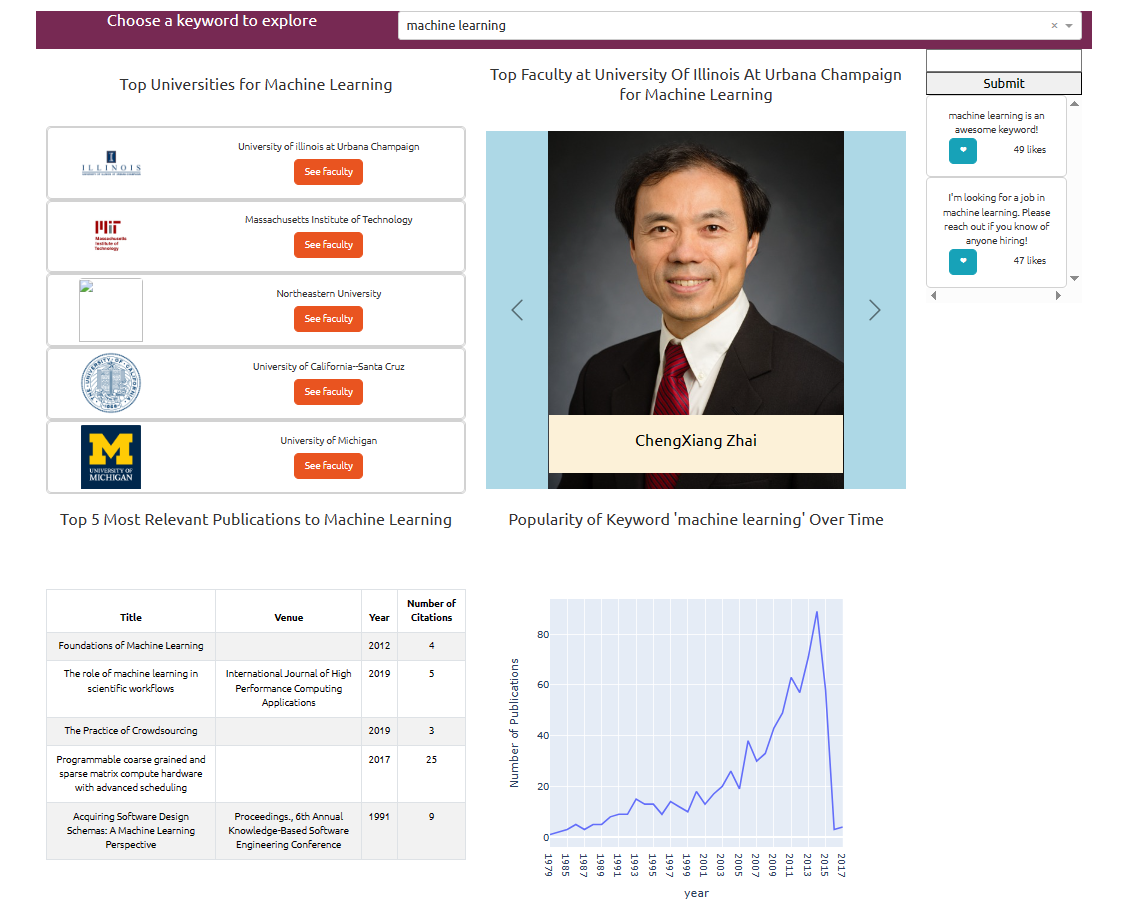 Choose a keyword to explore
machine learning
×
Top Universities for Machine Learning
ILLINOIS
University of illinois at Urbana Champaign
See faculty
Massachusetts
Institute of
Technology
Massachusetts Institute of Technology
See faculty
Northeastern University
See faculty
University of California--Santa Cruz
See faculty
M
UNIVERSITY OF
MICHIGAN
University of Michigan
See faculty
Top Faculty at University Of Illinois At Urbana Champaign
for Machine Learning
ChengXiang Zhai
Submit
machine learning is an
awesome keyword!
49 likes
I'm looking for a job in
machine learning. Please
reach out if you know of
anyone hiring!
47 likes
Top 5 Most Relevant Publications to Machine Learning
Title Venue Year Number of
Citations
Foundations of Machine Learning 2012 4
The role of machine learning in
scientific workflows
International Journal of High
Performance Computing
Applications
2019 5
The Practice of Crowdsourcing 2019 3
Programmable coarse grained and
sparse matrix compute hardware
with advanced scheduling
2017 25
Acquiring Software Design
Schemas: A Machine Learning
Perspective
Proceedings., 6th Annual
Knowledge-Based Software
Engineering Conference
1991 9
Popularity of Keyword 'machine learning' Over Time
Number of Publications
80
60
40
20
0
1979 1985 1987 1989 1991 1993 1995 1997 1999 2001 2003 2005 2007 2009 2011 2013 2015 2017
year